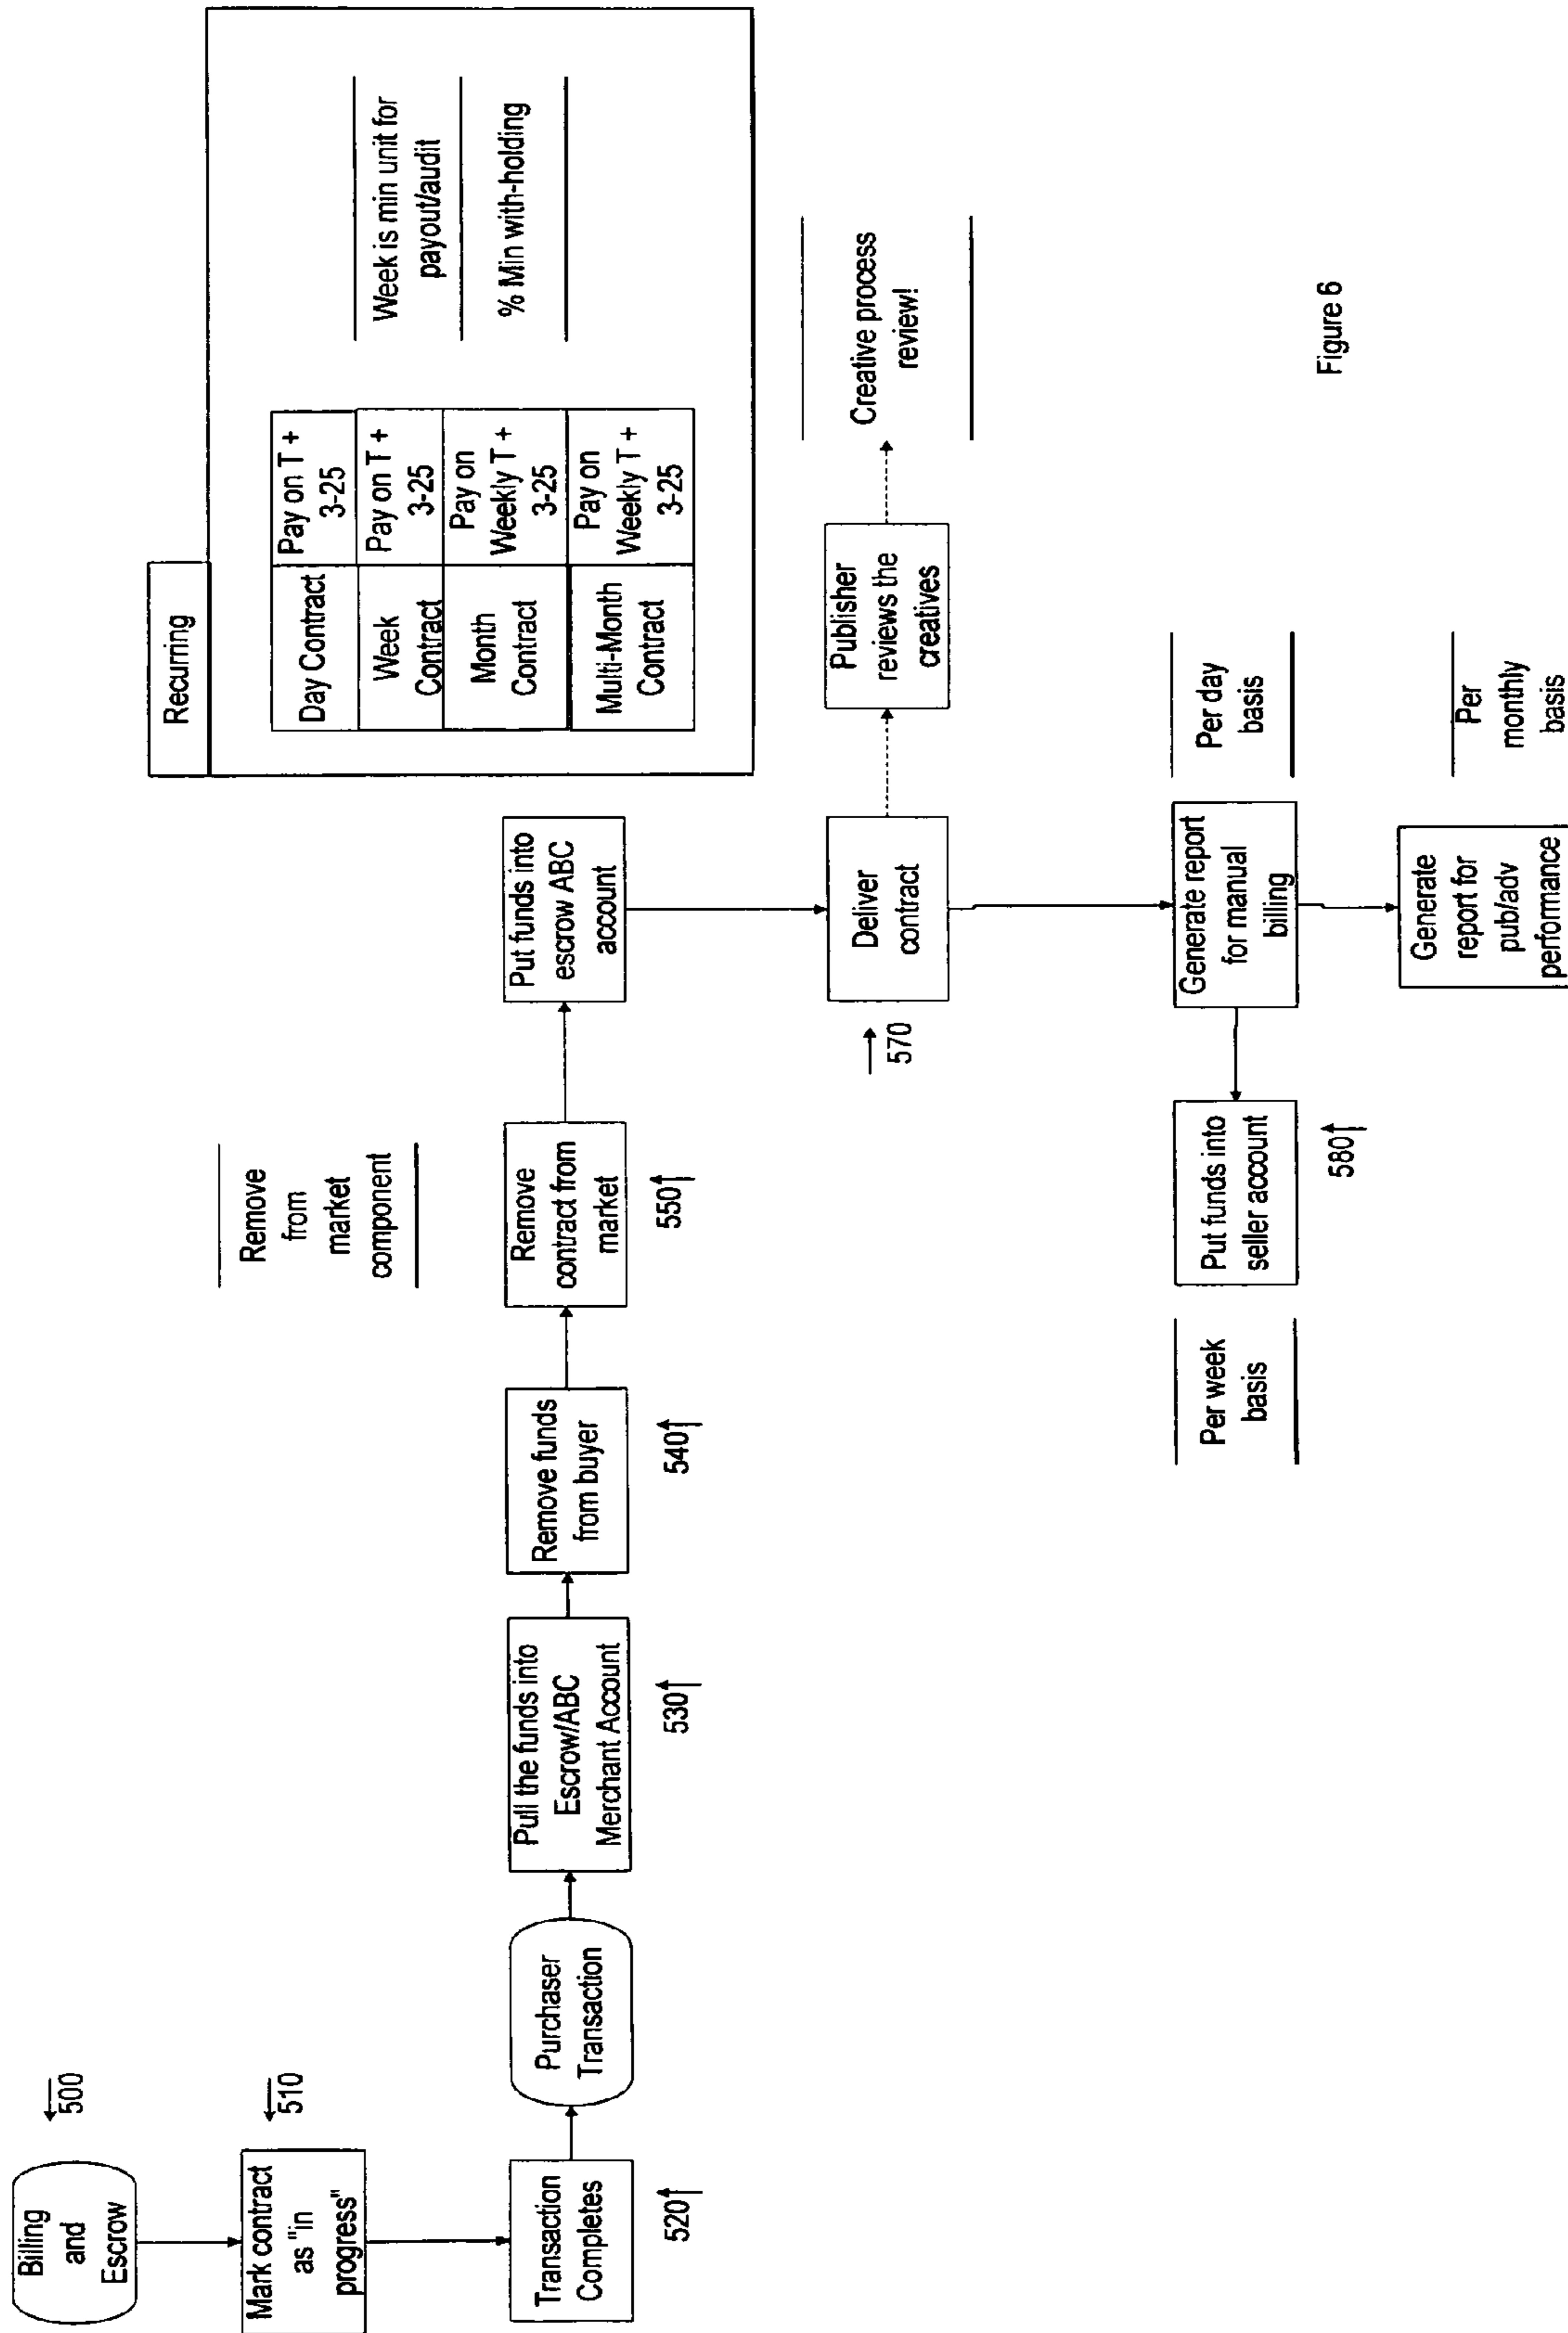 Billing
and
Escrow
500
Mark contract
as "in
progress"
510
Transaction
Completes
520
Purchaser
Transaction
Pull the funds into
Escrow/ABC
Merchant Account
530
Remove funds
from buyer
540
Remove
contract from
market
550
Remove
from
market
component
Put funds into
escrow ABC
account
Recurring
Day Contract
Pay on T +
3-25
Week
Contract
Pay on T +
3-25
Month
Contract
Pay on
Weekly T +
3-25
Multi-Month
Contract
Pay on
Weekly T +
3-25
Week is min unit for
payout/audit
% Min with-holding
Deliver
contract
570
Publisher
reviews the
creatives
Creative process
review!
Generate report
for manual
billing
Per day
basis
Put funds into
seller account
580
Per week
basis
Generate
report for
pub/adv
performance
Per
monthly
basis
Figure 6